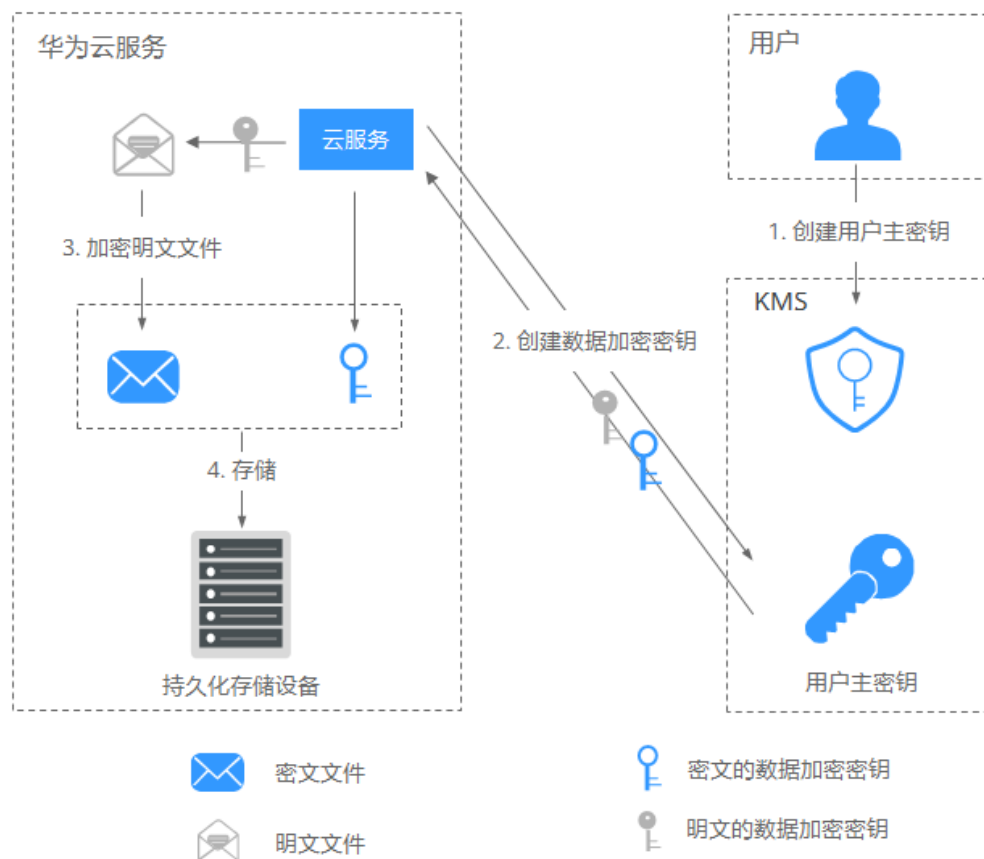 华为云服务
用户
云服务
1. 创建用户主密钥
3. 加密明文文件
KMS
2. 创建数据加密密钥
4. 存储
持久化存储设备
用户主密钥
密文文件
密文的数据加密密钥
明文文件
明文的数据加密密钥